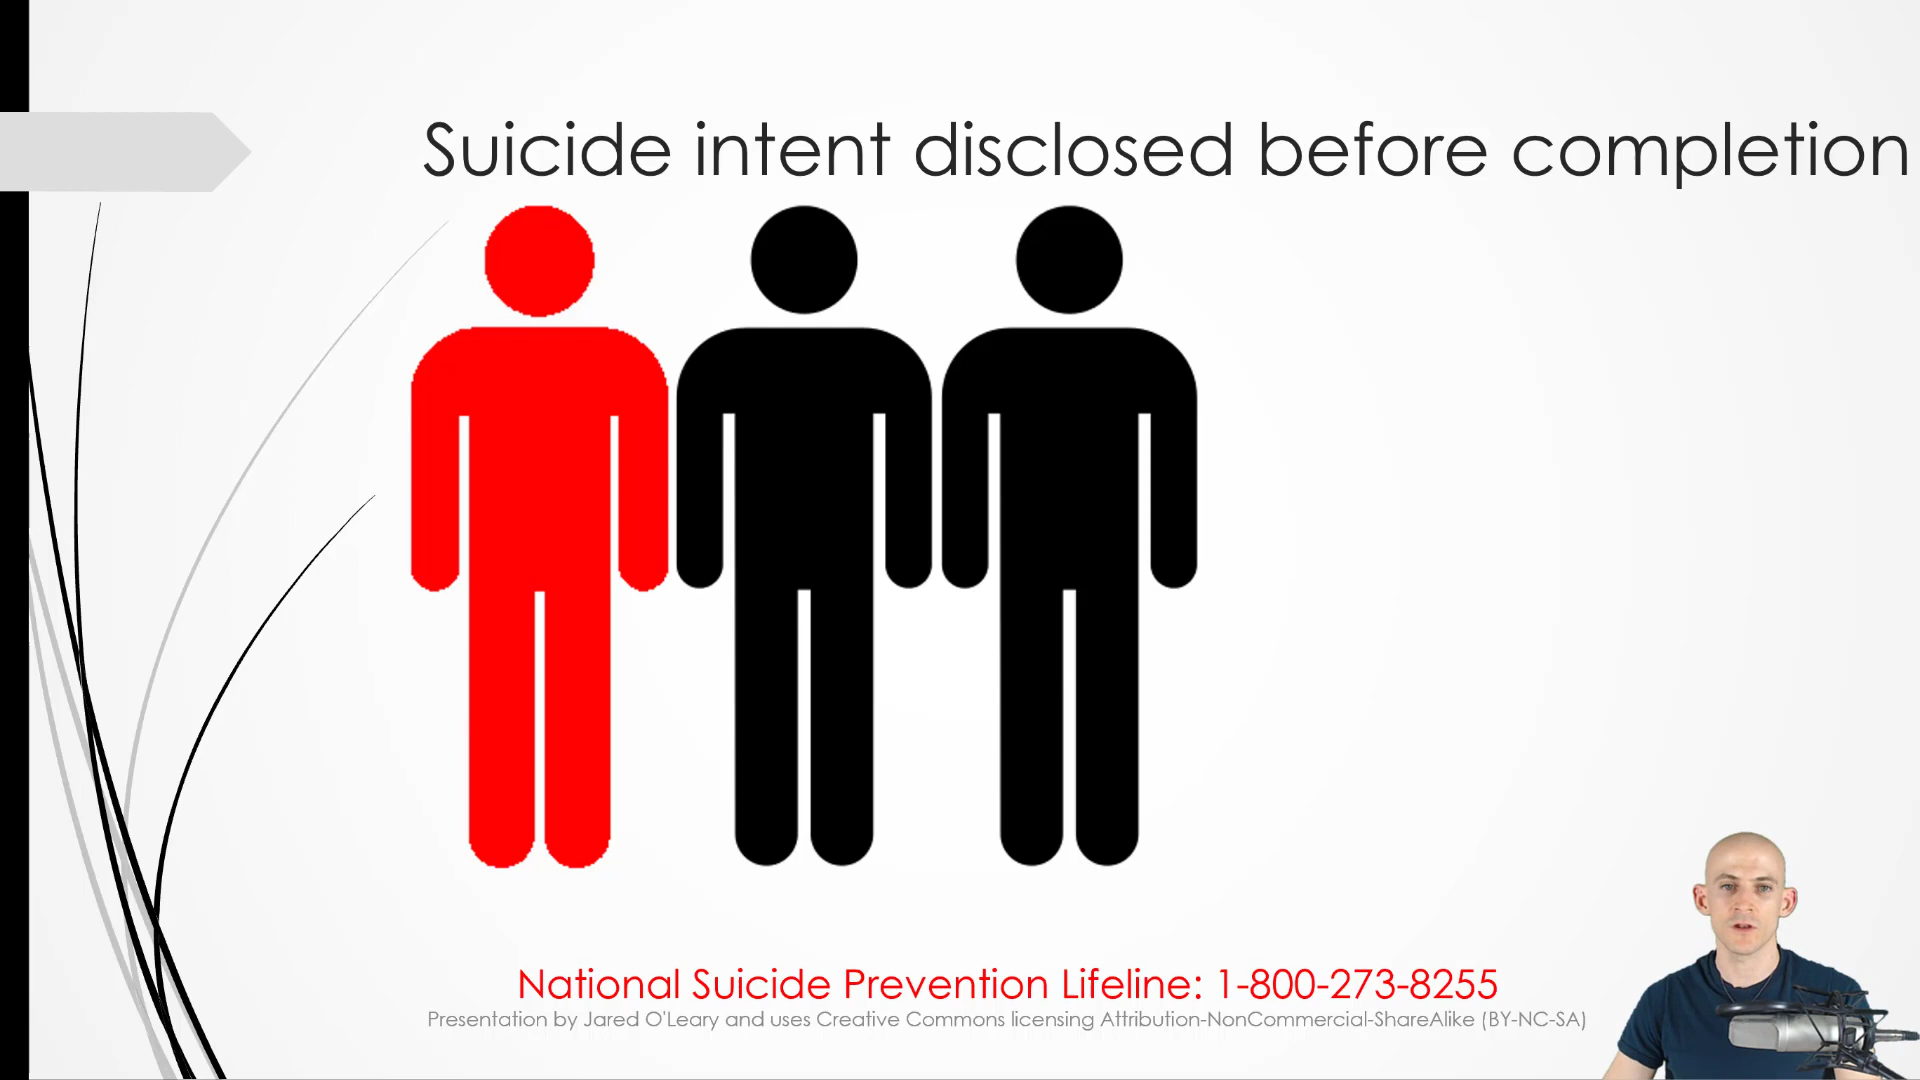 Suicide intent disclosed before completion
National Suicide Prevention Lifeline: 1-800-273-8255
Presentation by Jared O'Leary and uses Creative Commons licensing Attribution-NonCommercial-ShareAlike (BY-NC-SA)